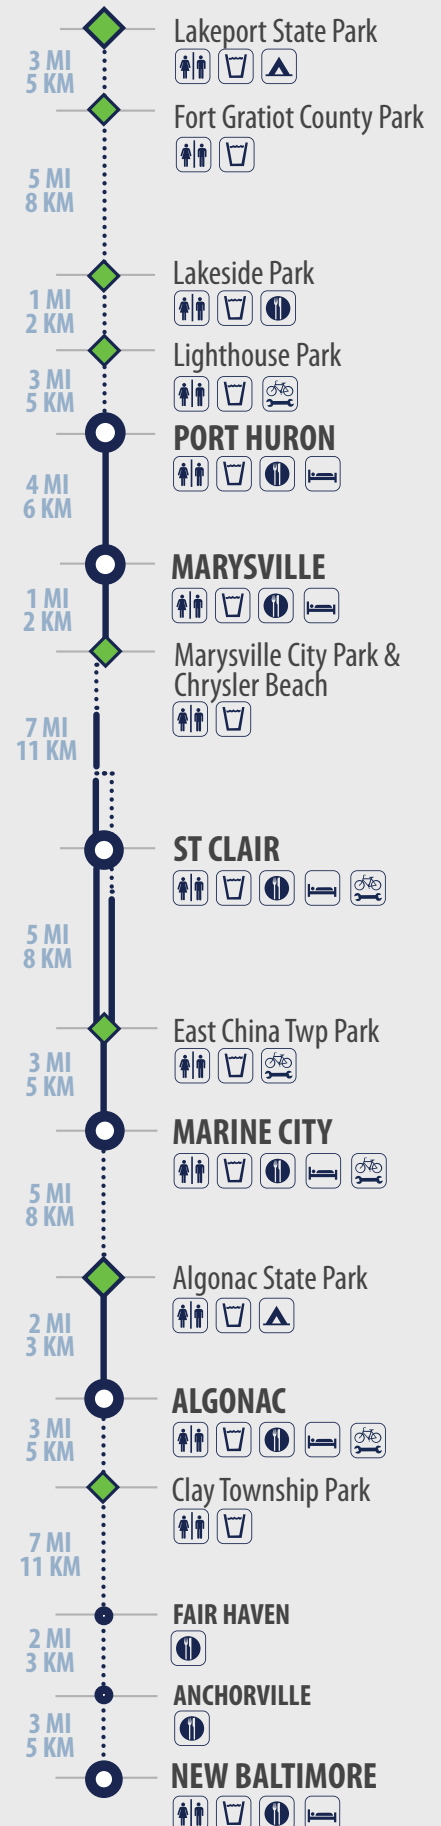 Lakeport State Park
3 MI
5 KM
Fort Gratiot County Park
5 MI
8 KM
Lakeside Park
1 MI
2 KM
Lighthouse Park
3 MI
5 KM
PORT HURON
4 MI
6 KM
MARYSVILLE
1 MI
2 KM
Marysville City Park &
Chrysler Beach
7 MI
11 KM
ST CLAIR
5 MI
8 KM
East China Twp Park
3 MI
5 KM
MARINE CITY
5 MI
8 KM
Algonac State Park
2 MI
3 KM
ALGONAC
3 MI
5 KM
Clay Township Park
7 MI
11 KM
FAIR HAVEN
2 MI
3 KM
ANCHORVILLE
3 MI
5 KM
NEW BALTIMORE